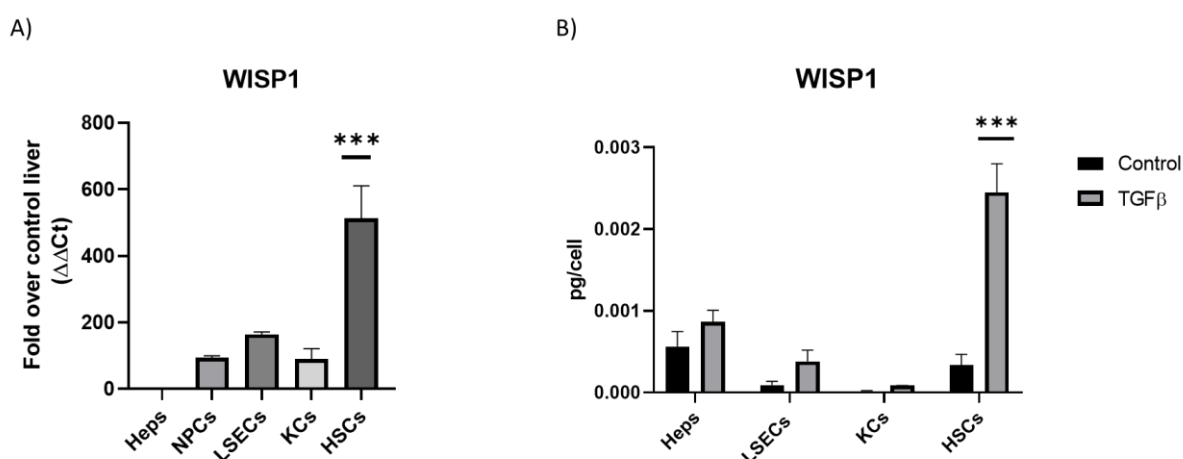 A)
WISP1
Fold over control liver
(ΔΔCt)
800
600
400
200
0
***
Heps
NPCs
LSECs
KCs
HSCs
B)
WISP1
pg/cell
0.003
0.002
0.001
0.000
***
Heps
LSECs
KCs
HSCs
Control
TGFβ